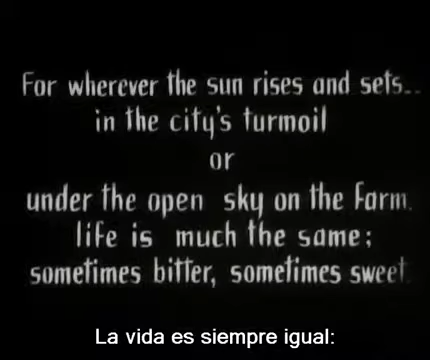 For wherever the sun rises and sets..
in the city's turmoil
or
under the open sky on the farm.
life is much the same;
sometimes bitter, sometimes sweet
La vida es siempre igual: